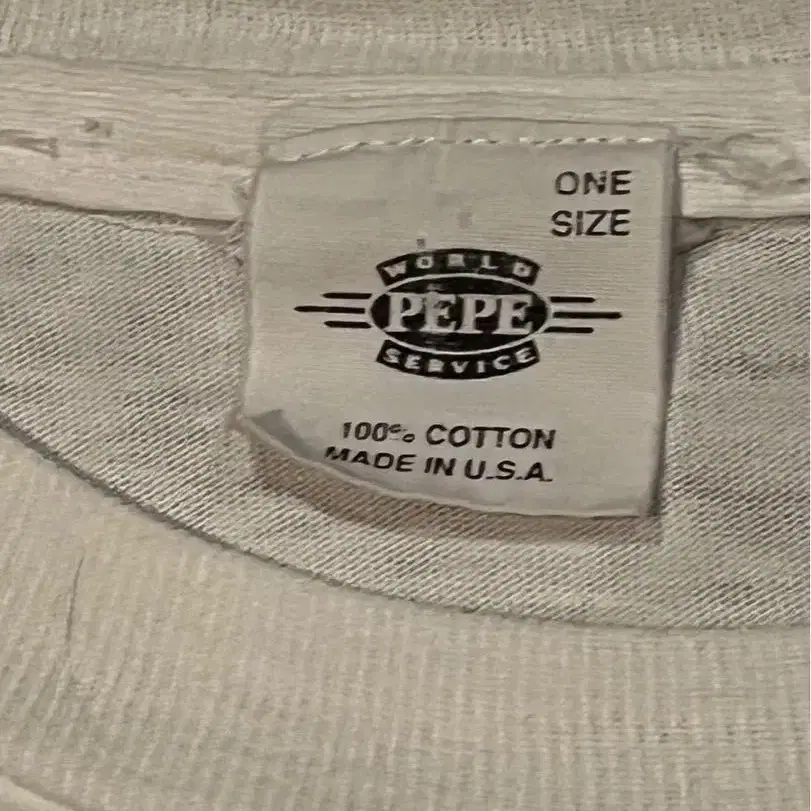 ONE
SIZE
WORLD
PEPE
SERVICE
100% COTTON
MADE IN U.S.A.